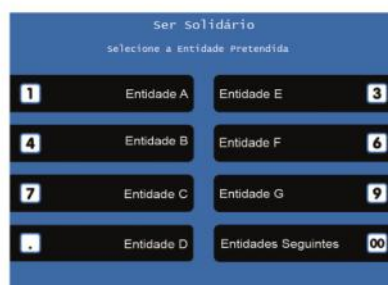 Ser Solidário
Selecione a Entidade Pretendida
1 Entidade A
Entidade E 3
4 Entidade B
Entidade F 6
7 Entidade C
Entidade G 9
. Entidade D
Entidades Seguintes 00